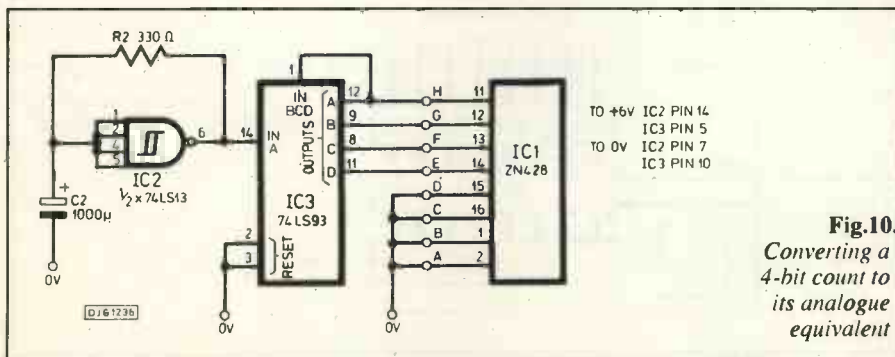 R2 330 Ω
1
2
4
5
6
IC2
½ × 74LS13
+
C2
1000μ
0V
DJG123b
14
IN
A
1
IN
BCD
OUTPUTS
A
B
C
D
12
9
8
11
IC3
74LS93
2
3
RESET
0V
H
G
F
E
D
C
B
A
0V
11
12
13
14
15
16
1
2
IC1
ZN428
TO +6V IC2 PIN 14
IC3 PIN 5
TO 0V IC2 PIN 7
IC3 PIN 10
Fig.10.
Converting a
4-bit count to
its analogue
equivalent